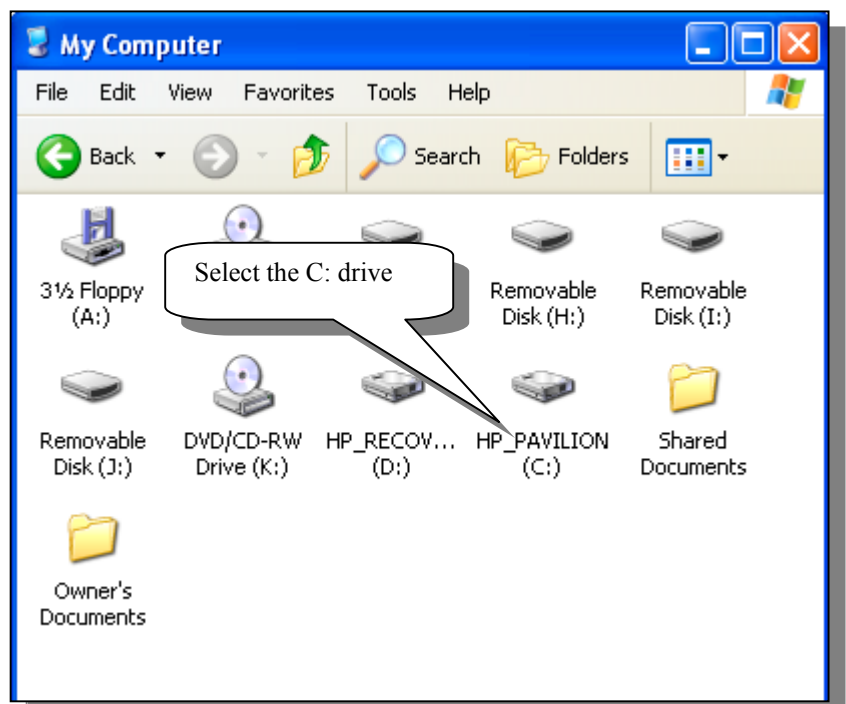 My Computer
File Edit View Favorites Tools Help
Back Search Folders
Select the C: drive
3½ Floppy
(A:)
Removable
Disk (H:)
Removable
Disk (I:)
Removable
Disk (J:)
DVD/CD-RW
Drive (K:)
HP_RECOV...
(D:)
HP_PAVILION
(C:)
Shared
Documents
Owner's
Documents